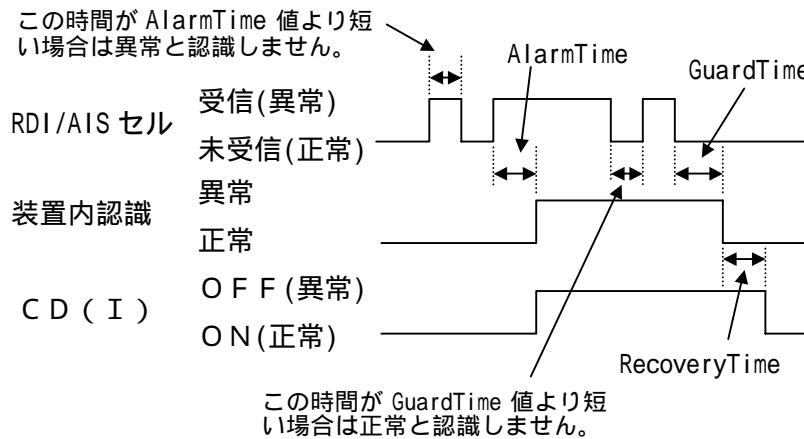 この時間が AlarmTime 値より短
い場合は異常と認識しません。
AlarmTime
GuardTime
RDI/AIS セル
受信(異常)
未受信(正常)
装置内認識
異常
正常
ＣＤ(Ｉ)
ＯＦＦ(異常)
ＯＮ(正常)
RecoveryTime
この時間が GuardTime 値より短
い場合は正常と認識しません。